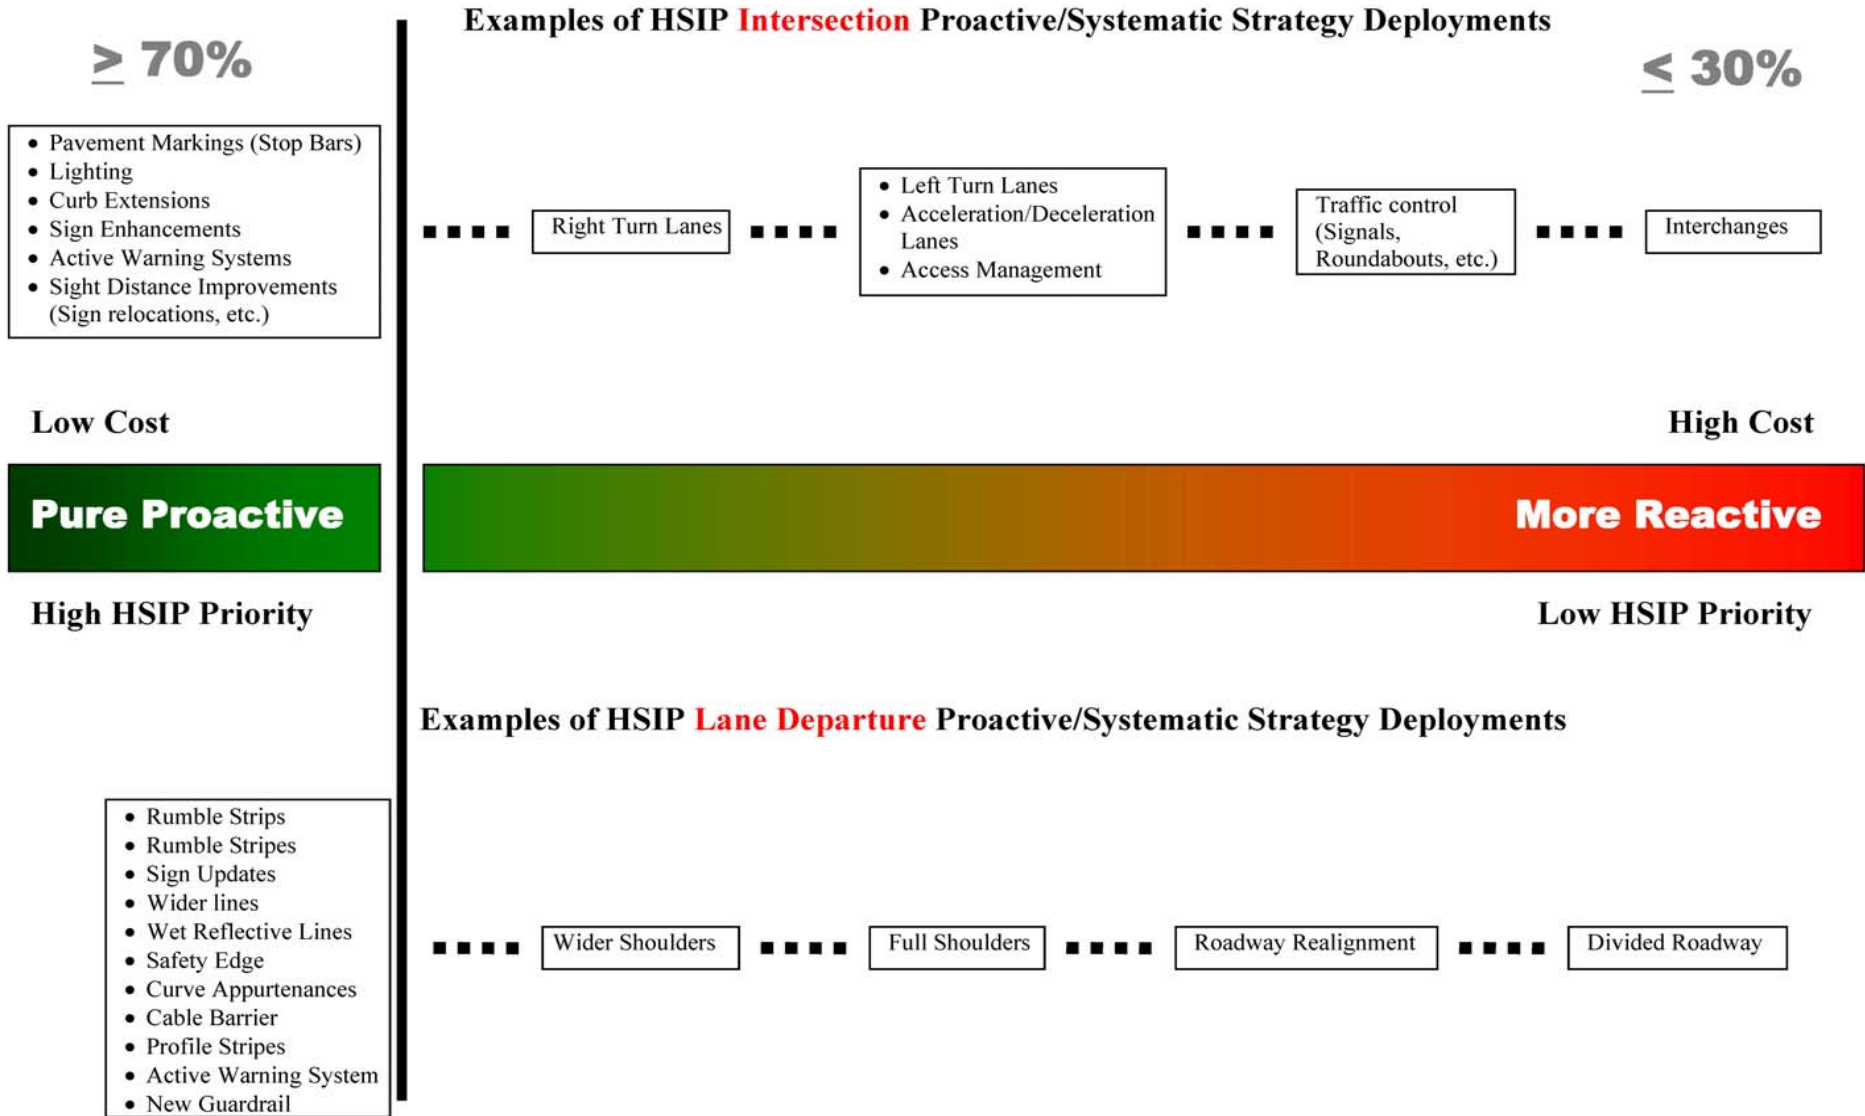 Examples of HSIP Intersection Proactive/Systematic Strategy Deployments
≥ 70%
≤ 30%
• Pavement Markings (Stop Bars)
• Lighting
• Curb Extensions
• Sign Enhancements
• Active Warning Systems
• Sight Distance Improvements
(Sign relocations, etc.)
Right Turn Lanes
• Left Turn Lanes
• Acceleration/Deceleration
Lanes
• Access Management
Traffic control
(Signals,
Roundabouts, etc.)
Interchanges
Low Cost
High Cost
Pure Proactive
More Reactive
High HSIP Priority
Low HSIP Priority
Examples of HSIP Lane Departure Proactive/Systematic Strategy Deployments
• Rumble Strips
• Rumble Stripes
• Sign Updates
• Wider lines
• Wet Reflective Lines
• Safety Edge
• Curve Appurtenances
• Cable Barrier
• Profile Stripes
• Active Warning System
• New Guardrail
Wider Shoulders
Full Shoulders
Roadway Realignment
Divided Roadway